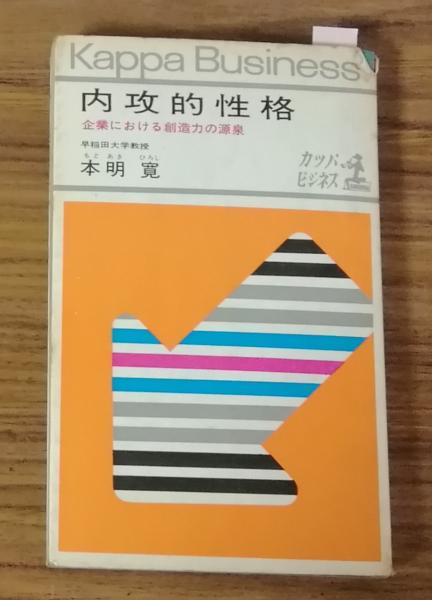 Kappa Business
内攻的性格
企業における創造力の源泉
早稲田大学教授
もと あき ひろし
本明 寛
カッパ・
ビジネス